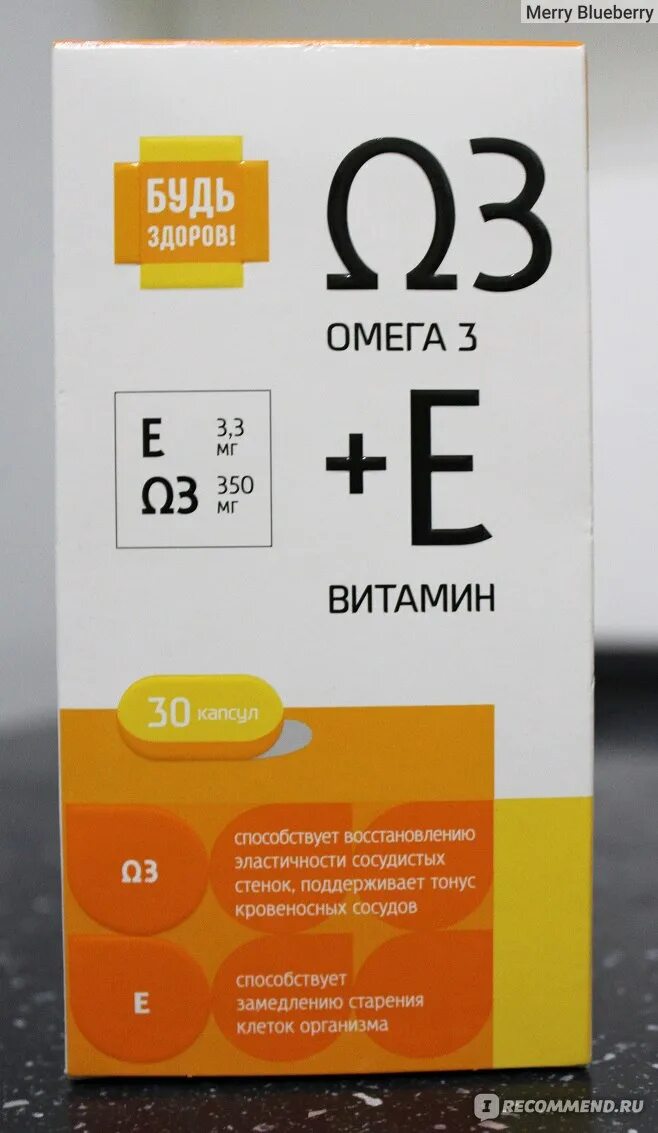 Merry Blueberry
БУДЬ
ЗДОРОВ!
Ω3
ОМЕГА 3
E 3,3 мг
Ω3 350 мг
+E
ВИТАМИН
30 капсул
Ω3
способствует восстановлению
эластичности сосудистых
стенок, поддерживает тонус
кровеносных сосудов
E
способствует
замедлению старения
клеток организма
IRECOMMEND.RU